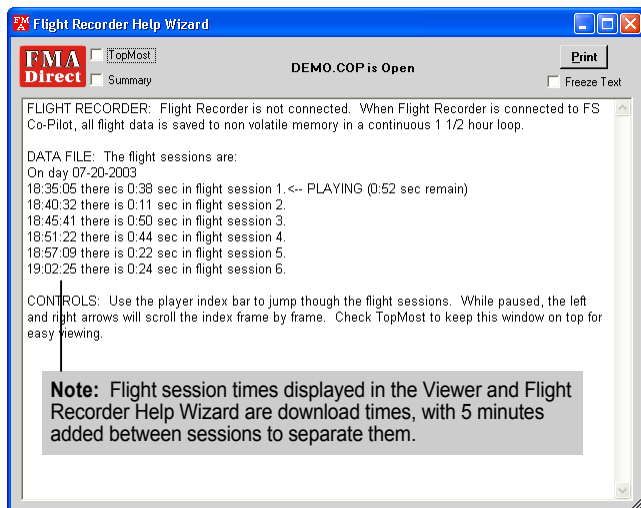 FMA Flight Recorder Help Wizard
FMA Direct
TopMost
Summary
DEMO.COP is Open
Print
Freeze Text
FLIGHT RECORDER: Flight Recorder is not connected. When Flight Recorder is connected to FS
Co-Pilot, all flight data is saved to non volatile memory in a continuous 1 1/2 hour loop.
DATA FILE: The flight sessions are:
On day 07-20-2003
18:35:05 there is 0:38 sec in flight session 1.<-- PLAYING (0:52 sec remain)
18:40:32 there is 0:11 sec in flight session 2.
18:45:41 there is 0:50 sec in flight session 3.
18:51:22 there is 0:44 sec in flight session 4.
18:57:09 there is 0:22 sec in flight session 5.
19:02:25 there is 0:24 sec in flight session 6.
CONTROLS: Use the player index bar to jump though the flight sessions. While paused, the left
and right arrows will scroll the index frame by frame. Check TopMost to keep this window on top for
easy viewing.
Note: Flight session times displayed in the Viewer and Flight
Recorder Help Wizard are download times, with 5 minutes
added between sessions to separate them.